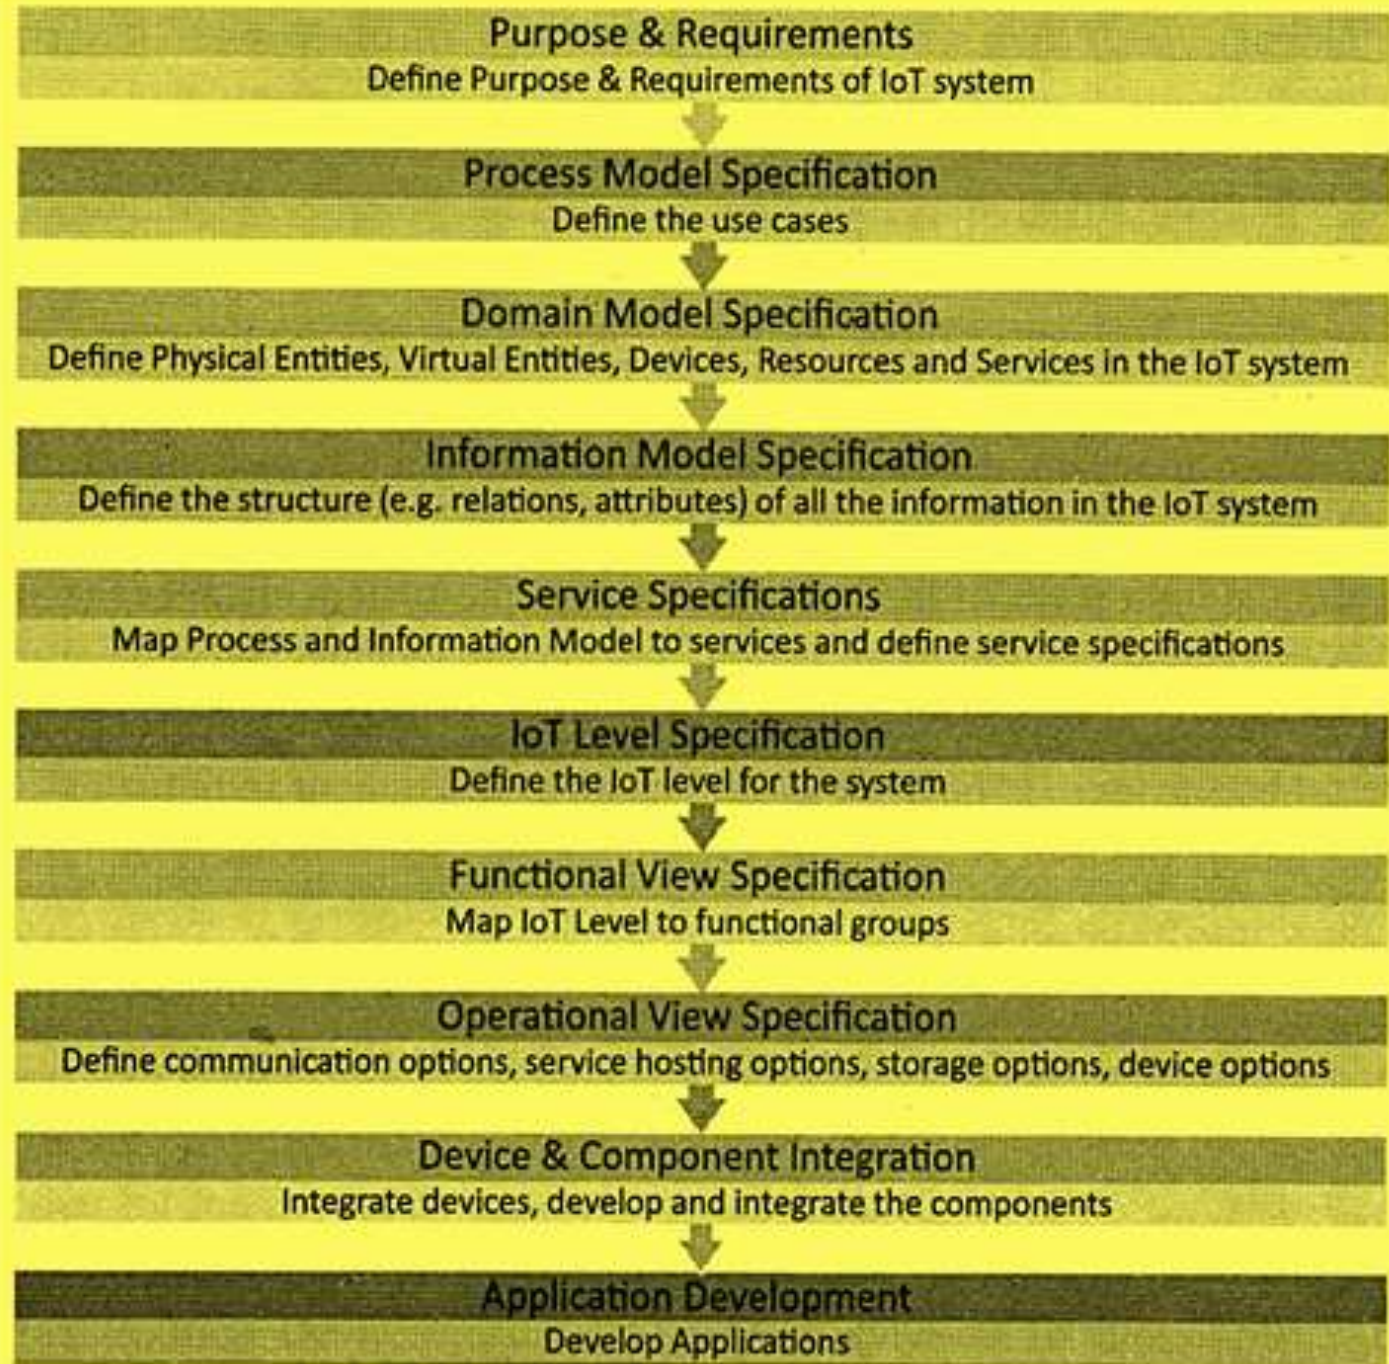 Purpose & Requirements
Define Purpose & Requirements of IoT system
Process Model Specification
Define the use cases
Domain Model Specification
Define Physical Entities, Virtual Entities, Devices, Resources and Services in the IoT system
Information Model Specification
Define the structure (e.g. relations, attributes) of all the information in the IoT system
Service Specifications
Map Process and Information Model to services and define service specifications
IoT Level Specification
Define the IoT level for the system
Functional View Specification
Map IoT Level to functional groups
Operational View Specification
Define communication options, service hosting options, storage options, device options
Device & Component Integration
Integrate devices, develop and integrate the components
Application Development
Develop Applications